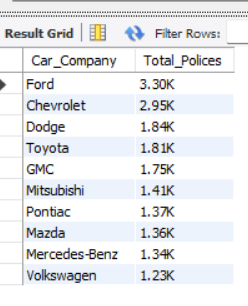 Result Grid Filter Rows:
Car_Company Total_Polices
Ford 3.30K
Chevrolet 2.95K
Dodge 1.84K
Toyota 1.81K
GMC 1.75K
Mitsubishi 1.41K
Pontiac 1.37K
Mazda 1.36K
Mercedes-Benz 1.34K
Volkswagen 1.23K